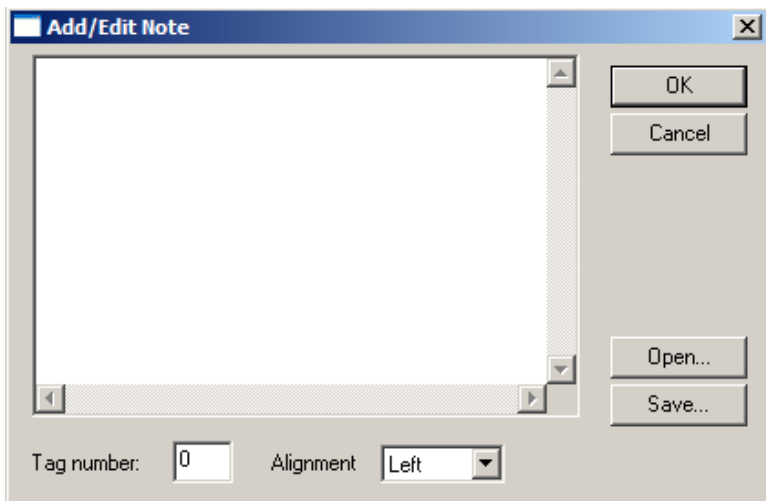 Add/Edit Note
OK
Cancel
Open...
Save...
Tag number: 0 Alignment Left